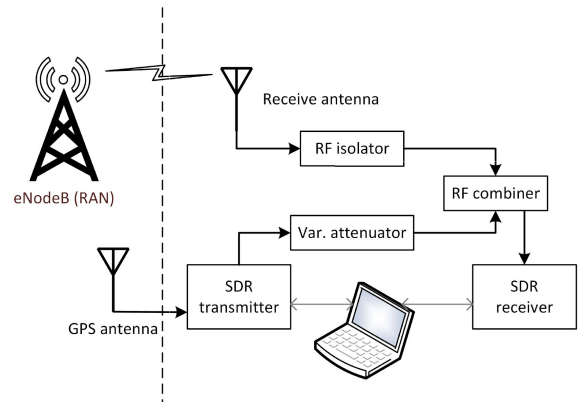 Receive antenna
RF isolator
eNodeB (RAN)
RF combiner
Var. attenuator
SDR
transmitter
SDR
receiver
GPS antenna